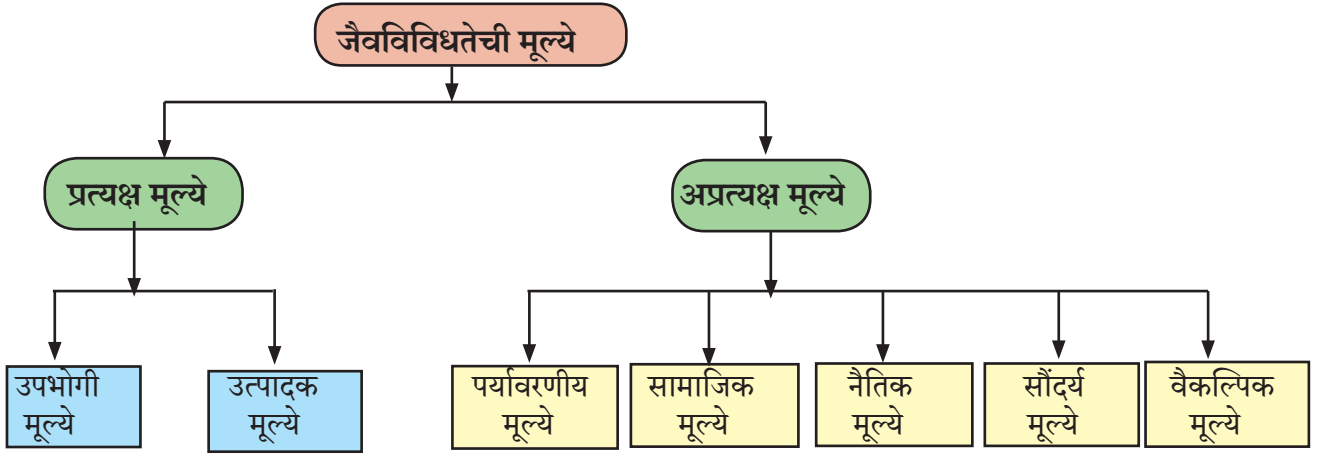 जैवविविधतेची मूल्ये
प्रत्यक्ष मूल्ये
अप्रत्यक्ष मूल्ये
उपभोगी
मूल्ये
उत्पादक
मूल्ये
पर्यावरणीय
मूल्ये
सामाजिक
मूल्ये
नैतिक
मूल्ये
सौंदर्य
मूल्ये
वैकल्पिक
मूल्ये